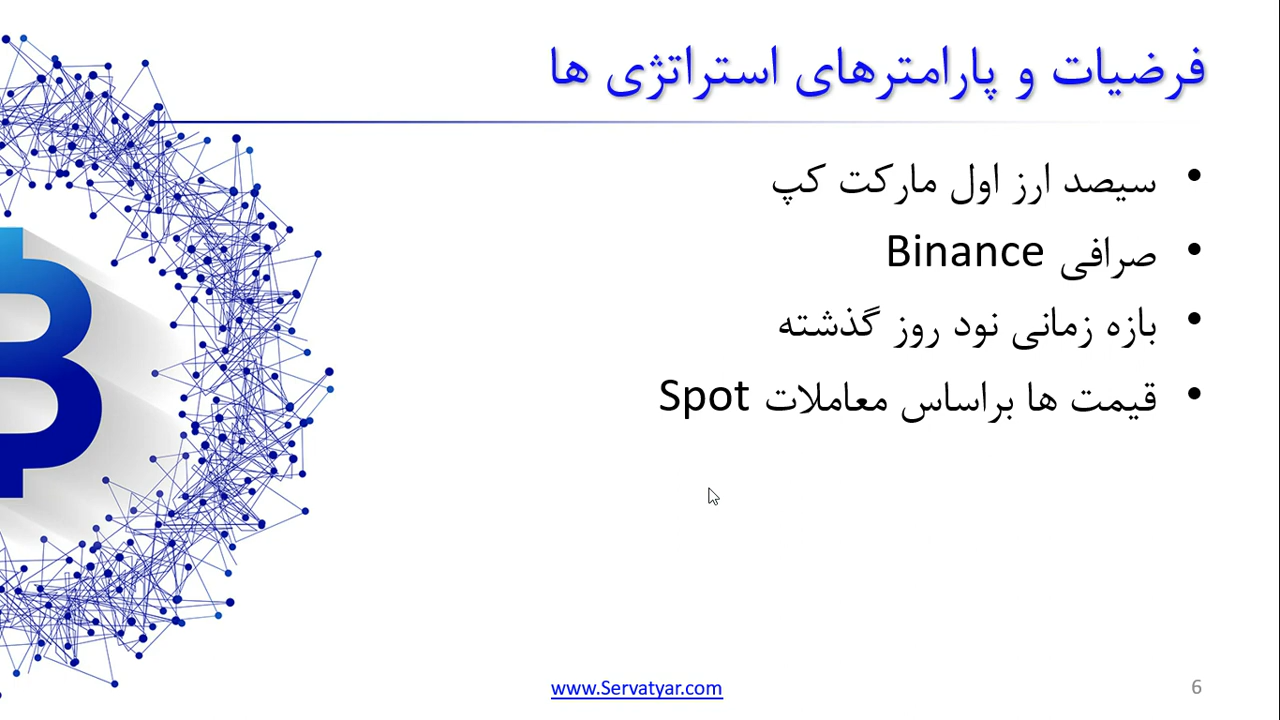 فرضیات و پارامترهای استراتژی ها
• سیصد ارز اول مارکت کپ
• صرافی Binance
• بازه زمانی نود روز گذشته
• قیمت ها براساس معاملات Spot
www.Servatyar.com
6